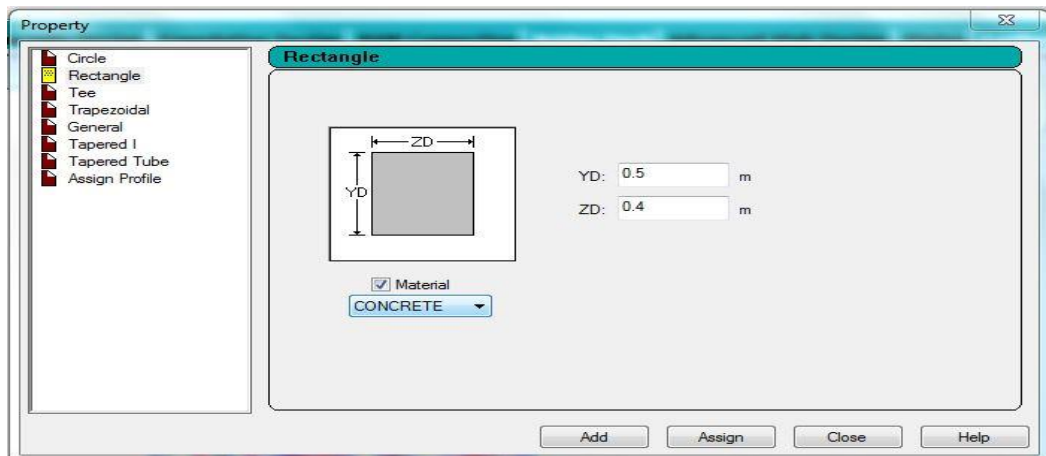 Property
Circle
Rectangle
Tee
Trapezoidal
General
Tapered I
Tapered Tube
Assign Profile
Rectangle
ZD
YD
Material
CONCRETE
YD: 0.5 m
ZD: 0.4 m
Add Assign Close Help